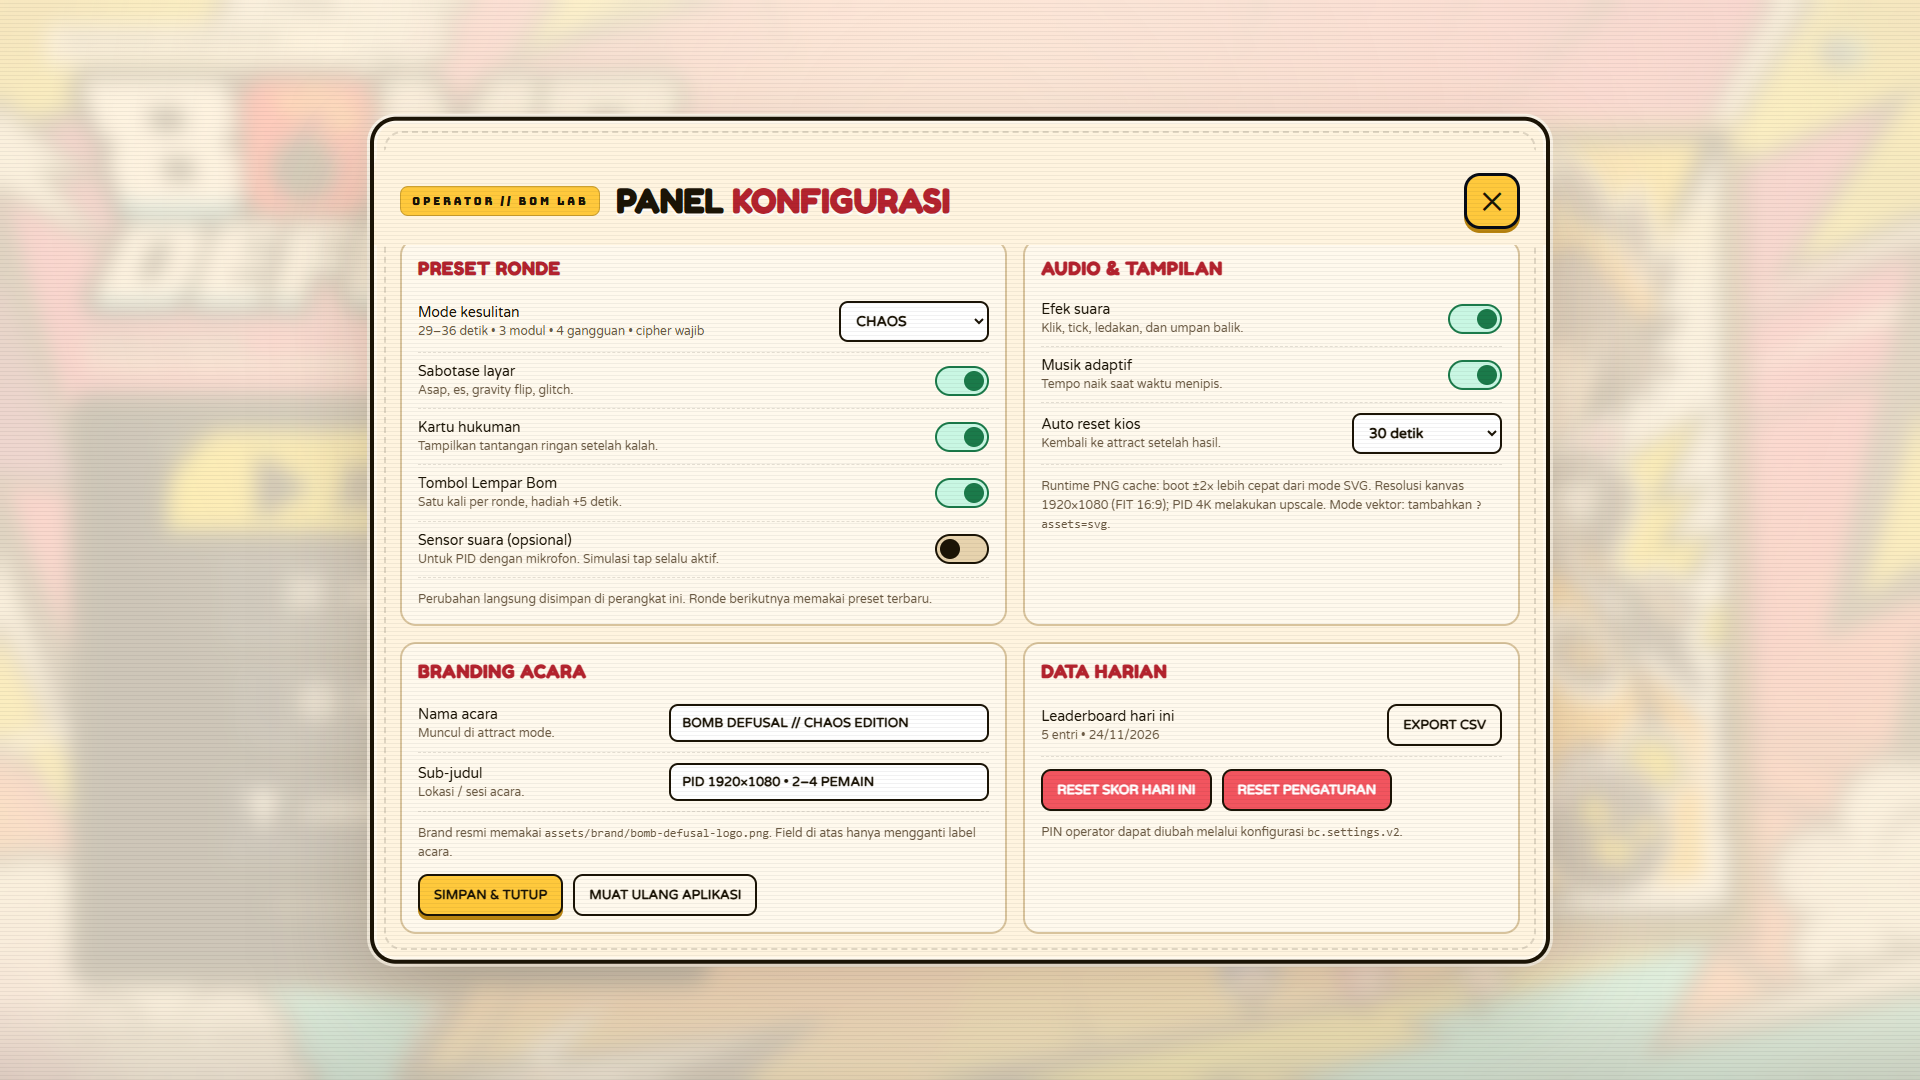 OPERATOR // BOM LAB
PANEL KONFIGURASI
PRESET RONDE
Mode kesulitan
29–36 detik • 3 modul • 4 gangguan • cipher wajib
CHAOS
Sabotase layar
Asap, es, gravity flip, glitch.
Kartu hukuman
Tampilkan tantangan ringan setelah kalah.
Tombol Lempar Bom
Satu kali per ronde, hadiah +5 detik.
Sensor suara (opsional)
Untuk PID dengan mikrofon. Simulasi tap selalu aktif.
Perubahan langsung disimpan di perangkat ini. Ronde berikutnya memakai preset terbaru.
AUDIO & TAMPILAN
Efek suara
Klik, tick, ledakan, dan umpan balik.
Musik adaptif
Tempo naik saat waktu menipis.
Auto reset kios
Kembali ke attract setelah hasil.
30 detik
Runtime PNG cache: boot ±2x lebih cepat dari mode SVG. Resolusi kanvas
1920x1080 (FIT 16:9); PID 4K melakukan upscale. Mode vektor: tambahkan ?
assets=svg.
BRANDING ACARA
Nama acara
Muncul di attract mode.
BOMB DEFUSAL // CHAOS EDITION
Sub-judul
Lokasi / sesi acara.
PID 1920×1080 • 2–4 PEMAIN
Brand resmi memakai assets/brand/bomb-defusal-logo.png. Field di atas hanya mengganti label
acara.
SIMPAN & TUTUP
MUAT ULANG APLIKASI
DATA HARIAN
Leaderboard hari ini
5 entri • 24/11/2026
EXPORT CSV
RESET SKOR HARI INI
RESET PENGATURAN
PIN operator dapat diubah melalui konfigurasi bc.settings.v2.